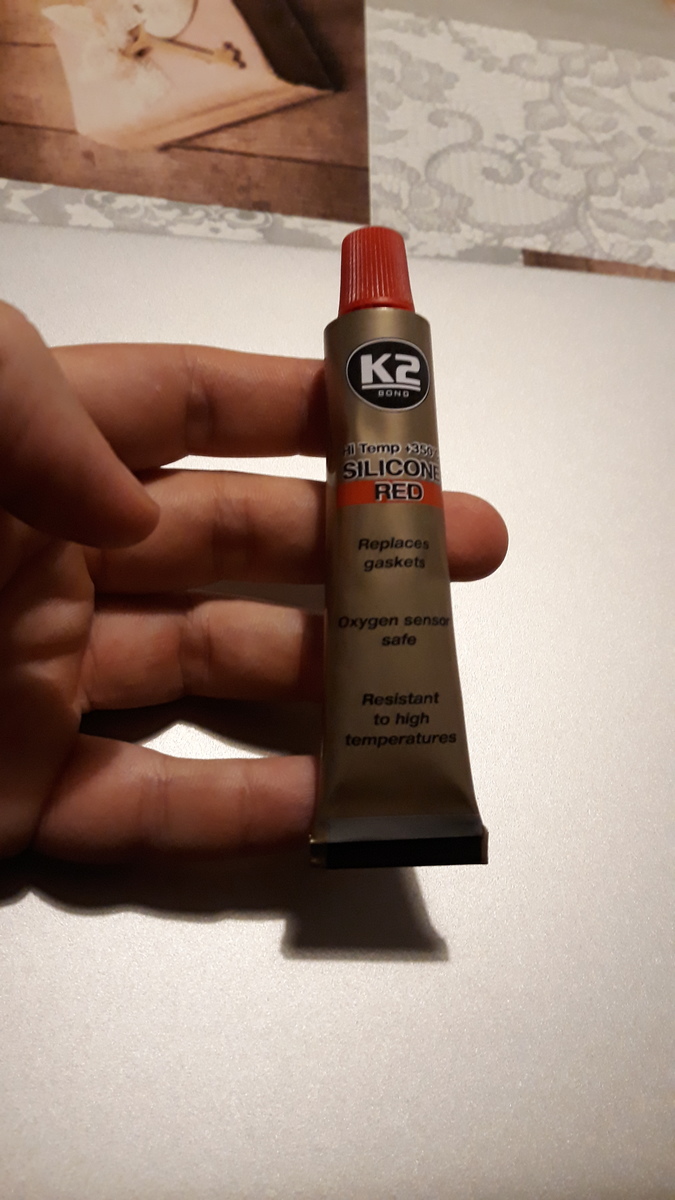 K2
BOND
Hi Temp +350°
SILICONE
RED
Replaces
gaskets
Oxygen sensor
safe
Resistant
to high
temperatures